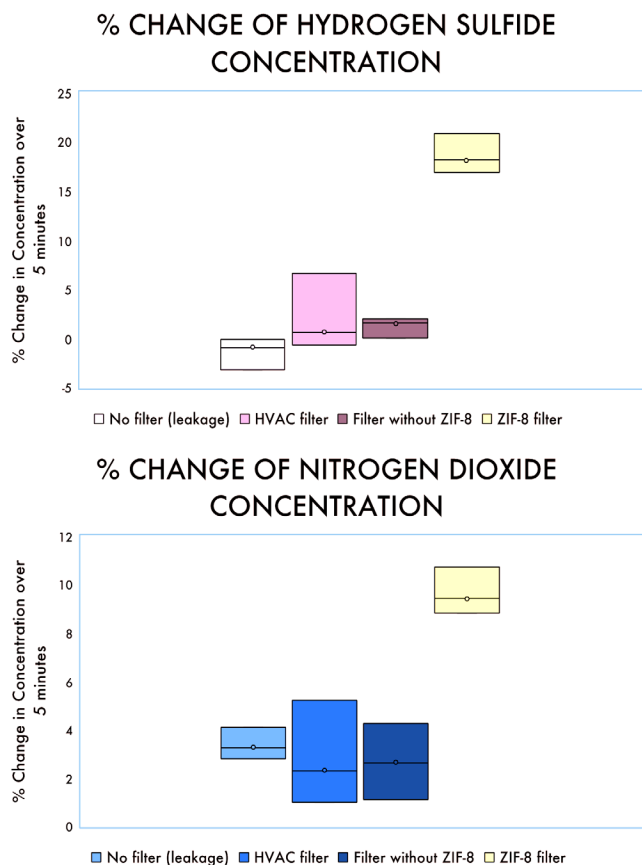 % CHANGE OF HYDROGEN SULFIDE
CONCENTRATION
% Change in Concentration over
5 minutes
25
20
15
10
5
0
-5
No filter (leakage) HVAC filter Filter without ZIF-8 ZIF-8 filter
% CHANGE OF NITROGEN DIOXIDE
CONCENTRATION
% Change in Concentration over
5 minutes
12
10
8
6
4
2
0
No filter (leakage) HVAC filter Filter without ZIF-8 ZIF-8 filter